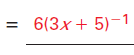 = 6(3x + 5)⁻¹